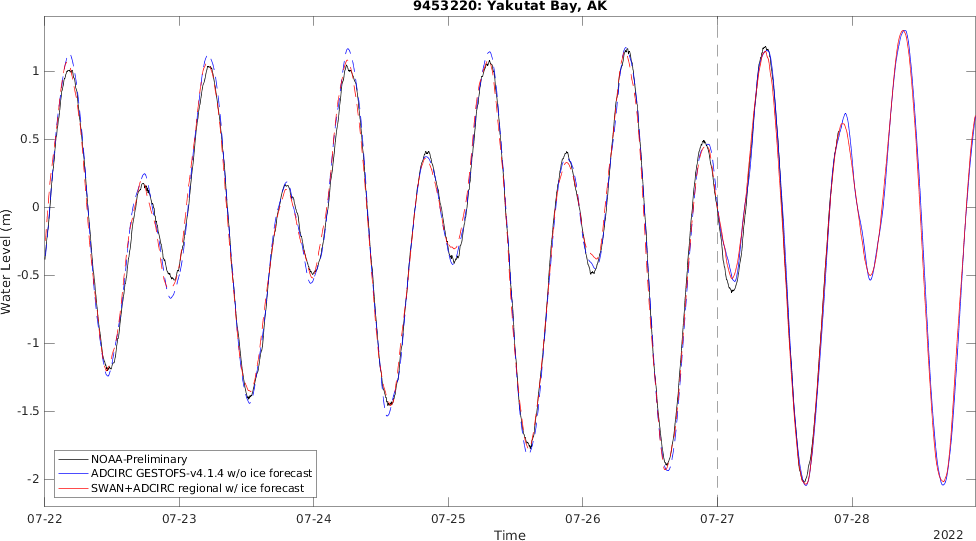 9453220: Yakutat Bay, AK
Water Level (m)
1
0.5
0
-0.5
-1
-1.5
-2
NOAA-Preliminary
ADCIRC GESTOFS-v4.1.4 w/o ice forecast
SWAN+ADCIRC regional w/ ice forecast
07-22 07-23 07-24 07-25 07-26 07-27 07-28
Time
2022